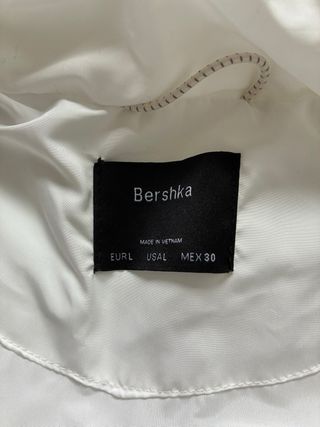 Bershka
MADE IN VIETNAM
EUR L USA L MEX 30